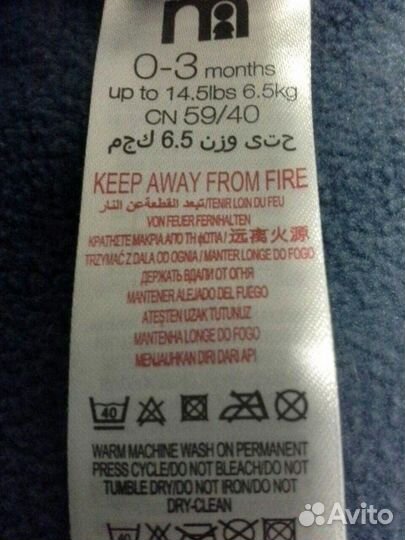 0-3 months
up to 14.5lbs 6.5kg
CN 59/40
حتى وزن 6.5 كجم
KEEP AWAY FROM FIRE
تبعد القطعة عن النار/TENIR LOIN DU FEU
VON FEUER FERNHALTEN
ΚΡΑΤΗΣΤΕ ΜΑΚΡΙΑ ΑΠΟ ΤΗ ΦΩΤΙΑ/远离火源
TRZYMAĆ Z DALA OD OGNIA/MANTER LONGE DO FOGO
ДЕРЖАТЬ ВДАЛИ ОТ ОГНЯ
MANTENER ALEJADO DEL FUEGO
ATEŞTEN UZAK TUTUNUZ
MANTENHA LONGE DO FOGO
MENJAUHKAN DIRI DARI API
40
WARM MACHINE WASH ON PERMANENT
PRESS CYCLE/DO NOT BLEACH/DO NOT
TUMBLE DRY/DO NOT IRON/DO NOT
DRY-CLEAN
40
Avito